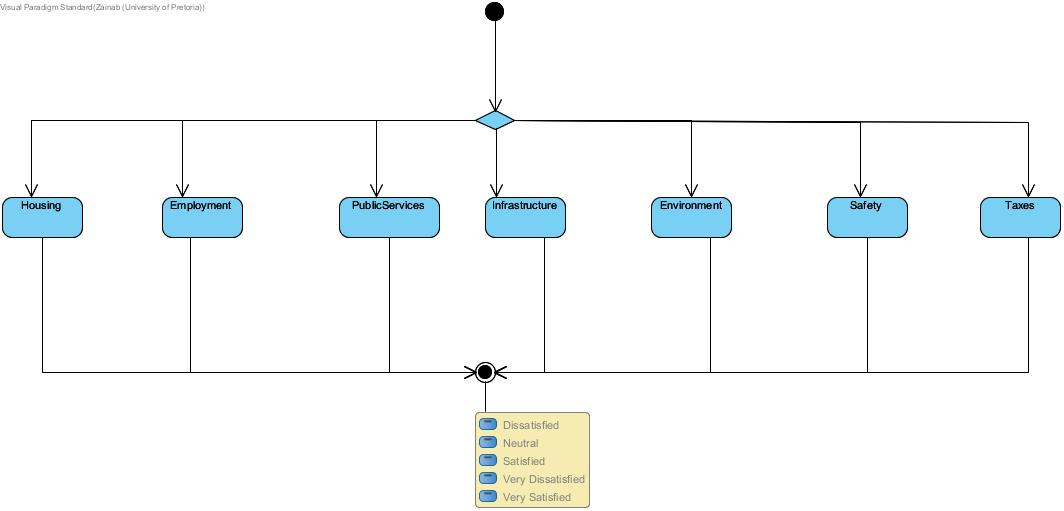 Visual Paradigm Standard(Zainab (University of Pretoria))
Housing
Employment
PublicServices
Infrastructure
Environment
Safety
Taxes
Dissatisfied
Neutral
Satisfied
Very Dissatisfied
Very Satisfied